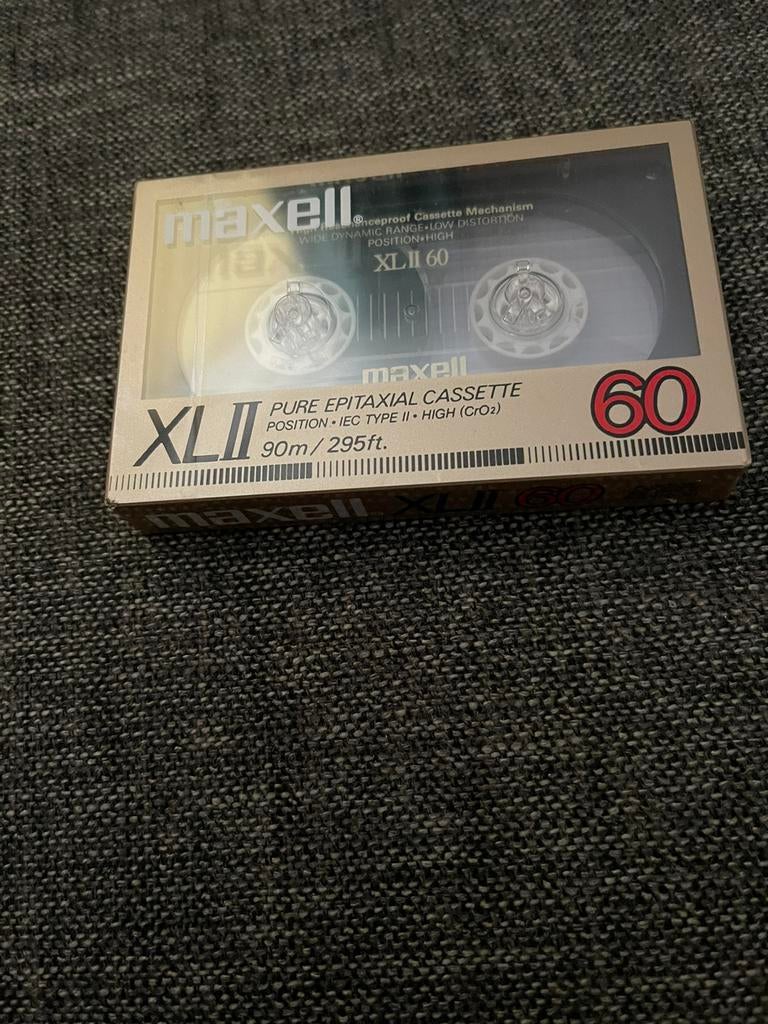 maxell®
Resonanceproof Cassette Mechanism
WIDE DYNAMIC RANGE•LOW DISTORTION
POSITION•HIGH
XL II 60
maxell
XL II PURE EPITAXIAL CASSETTE 60
POSITION • IEC TYPE II • HIGH (CrO₂)
90m / 295ft.
maxell XL II 60